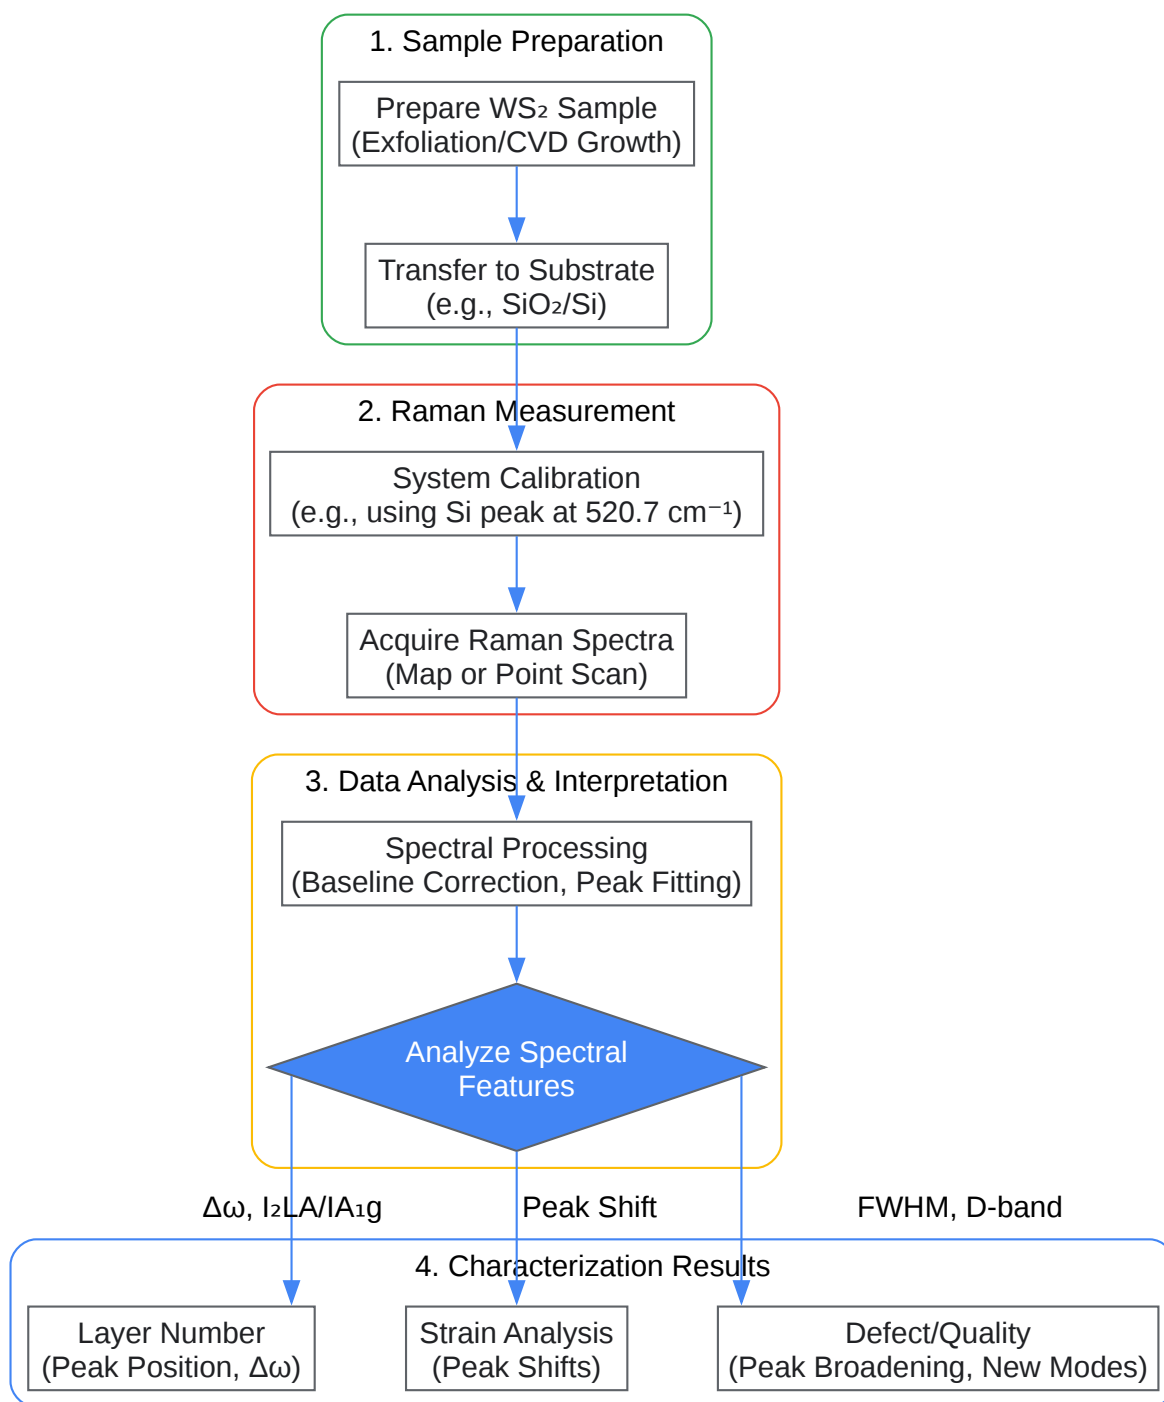 1. Sample Preparation
Prepare WS₂ Sample
(Exfoliation/CVD Growth)
Transfer to Substrate
(e.g., SiO₂/Si)
2. Raman Measurement
System Calibration
(e.g., using Si peak at 520.7 cm⁻¹)
Acquire Raman Spectra
(Map or Point Scan)
3. Data Analysis & Interpretation
Spectral Processing
(Baseline Correction, Peak Fitting)
Analyze Spectral
Features
Δω, I₂LA/IA₁g
Peak Shift
FWHM, D-band
4. Characterization Results
Layer Number
(Peak Position, Δω)
Strain Analysis
(Peak Shifts)
Defect/Quality
(Peak Broadening, New Modes)